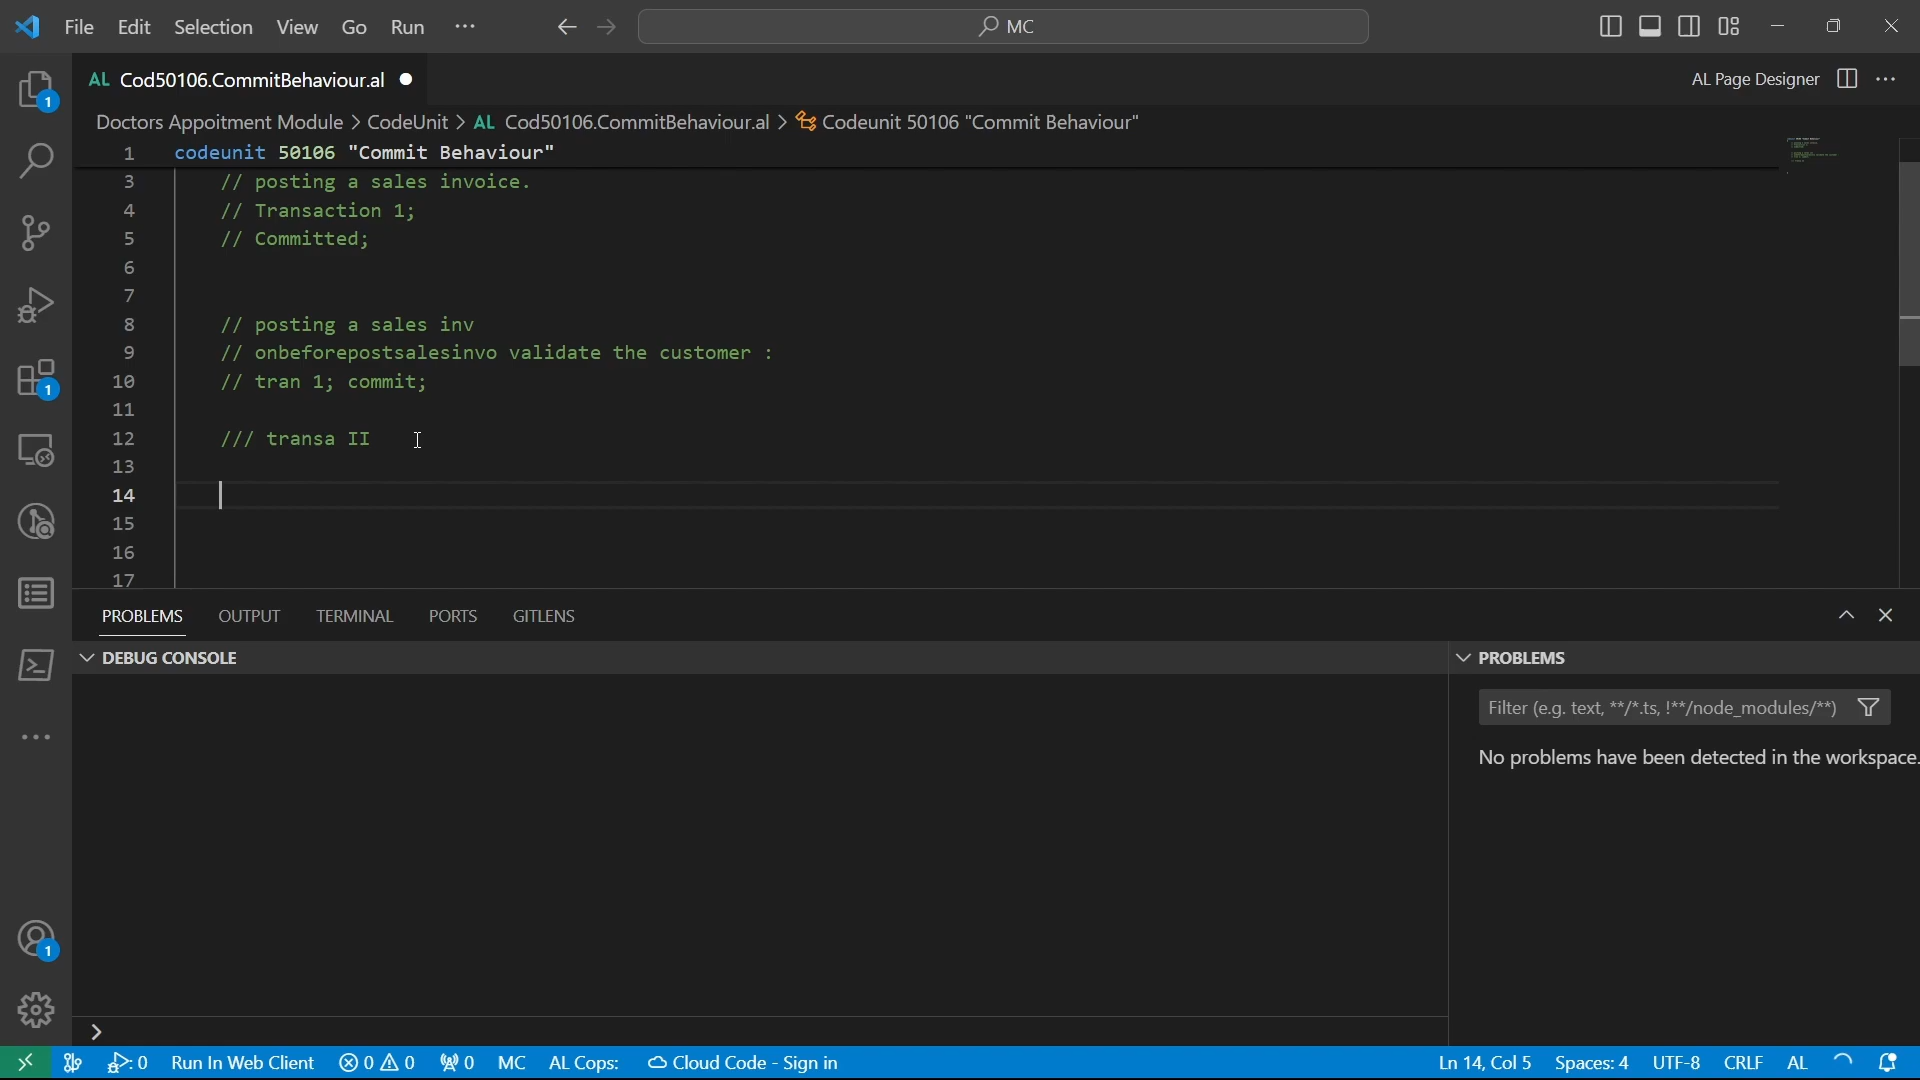 File Edit Selection View Go Run ··· MC
AL Cod50106.CommitBehaviour.al AL Page Designer ···
Doctors Appoitment Module > CodeUnit > AL Cod50106.CommitBehaviour.al > Codeunit 50106 "Commit Behaviour"
1 codeunit 50106 "Commit Behaviour"
3 // posting a sales invoice.
4 // Transaction 1;
5 // Committed;
6
7
8 // posting a sales inv
9 // onbeforepostsalesinvo validate the customer :
10 // tran 1; commit;
11
12 /// transa II
13
14
15
16
17
1
1
1
PROBLEMS OUTPUT TERMINAL PORTS GITLENS
DEBUG CONSOLE
PROBLEMS
Filter (e.g. text, **/*.ts, !**/node_modules/**)
No problems have been detected in the workspace.
0 Run In Web Client 0 0 0 MC AL Cops: Cloud Code - Sign in Ln 14, Col 5 Spaces: 4 UTF-8 CRLF AL